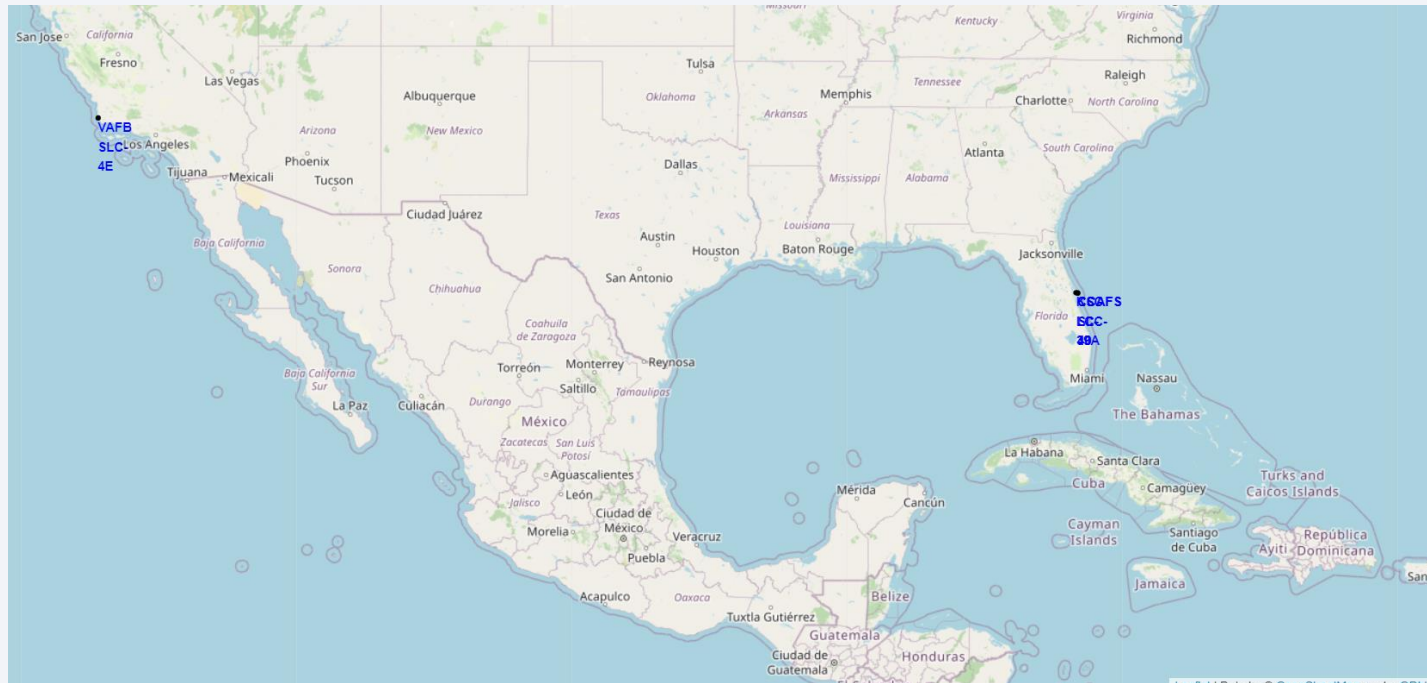 Missouri
Virginia
Kentucky
San Jose
California
Richmond
Fresno
Tulsa
Las Vegas
Raleigh
Tennessee
Albuquerque
Memphis
Oklahoma
Charlotte
North Carolina
Arkansas
VAFB
SLC-
4E
Los Angeles
Arizona
New Mexico
South Carolina
Atlanta
Phoenix
Dallas
Tijuana
Mexicali
Tucson
Mississippi
Alabama
Ciudad Juárez
Texas
Louisiana
Austin
Baja California
Houston
Baton Rouge
Jacksonville
Sonora
San Antonio
Chihuahua
Florida
Coahuila
de Zaragoza
Reynosa
Monterrey
Torreón
Baja California
Sur
Saltillo
Tamaulipas
Miami
Nassau
La Paz
Culiacán
Durango
The Bahamas
México
Zacatecas
San Luis
Potosí
La Habana
Santa Clara
Aguascalientes
Cuba
Camagüey
Turks and
Caicos Islands
León
Mérida
Cancún
Jalisco
Ciudad de
México
Cayman
Islands
Morelia
Veracruz
Santiago
de Cuba
República
Dominicana
Ayiti
Puebla
Jamaica
San
Acapulco
Oaxaca
Belize
Tuxtla Gutiérrez
Guatemala
Ciudad de
Guatemala
Honduras